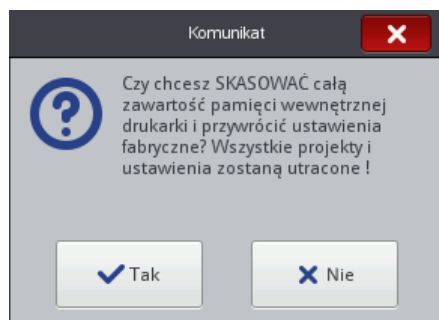 Komunikat
Czy chcesz SKASOWAĆ całą
zawartość pamięci wewnętrznej
drukarki i przywrócić ustawienia
fabryczne? Wszystkie projekty i
ustawienia zostaną utracone !
Tak
Nie